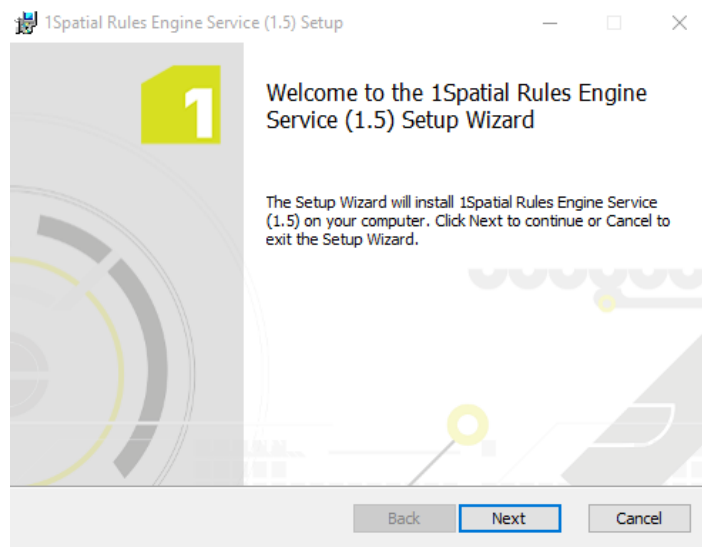 1Spatial Rules Engine Service (1.5) Setup
1
Welcome to the 1Spatial Rules Engine
Service (1.5) Setup Wizard
The Setup Wizard will install 1Spatial Rules Engine Service
(1.5) on your computer. Click Next to continue or Cancel to
exit the Setup Wizard.
Back Next Cancel